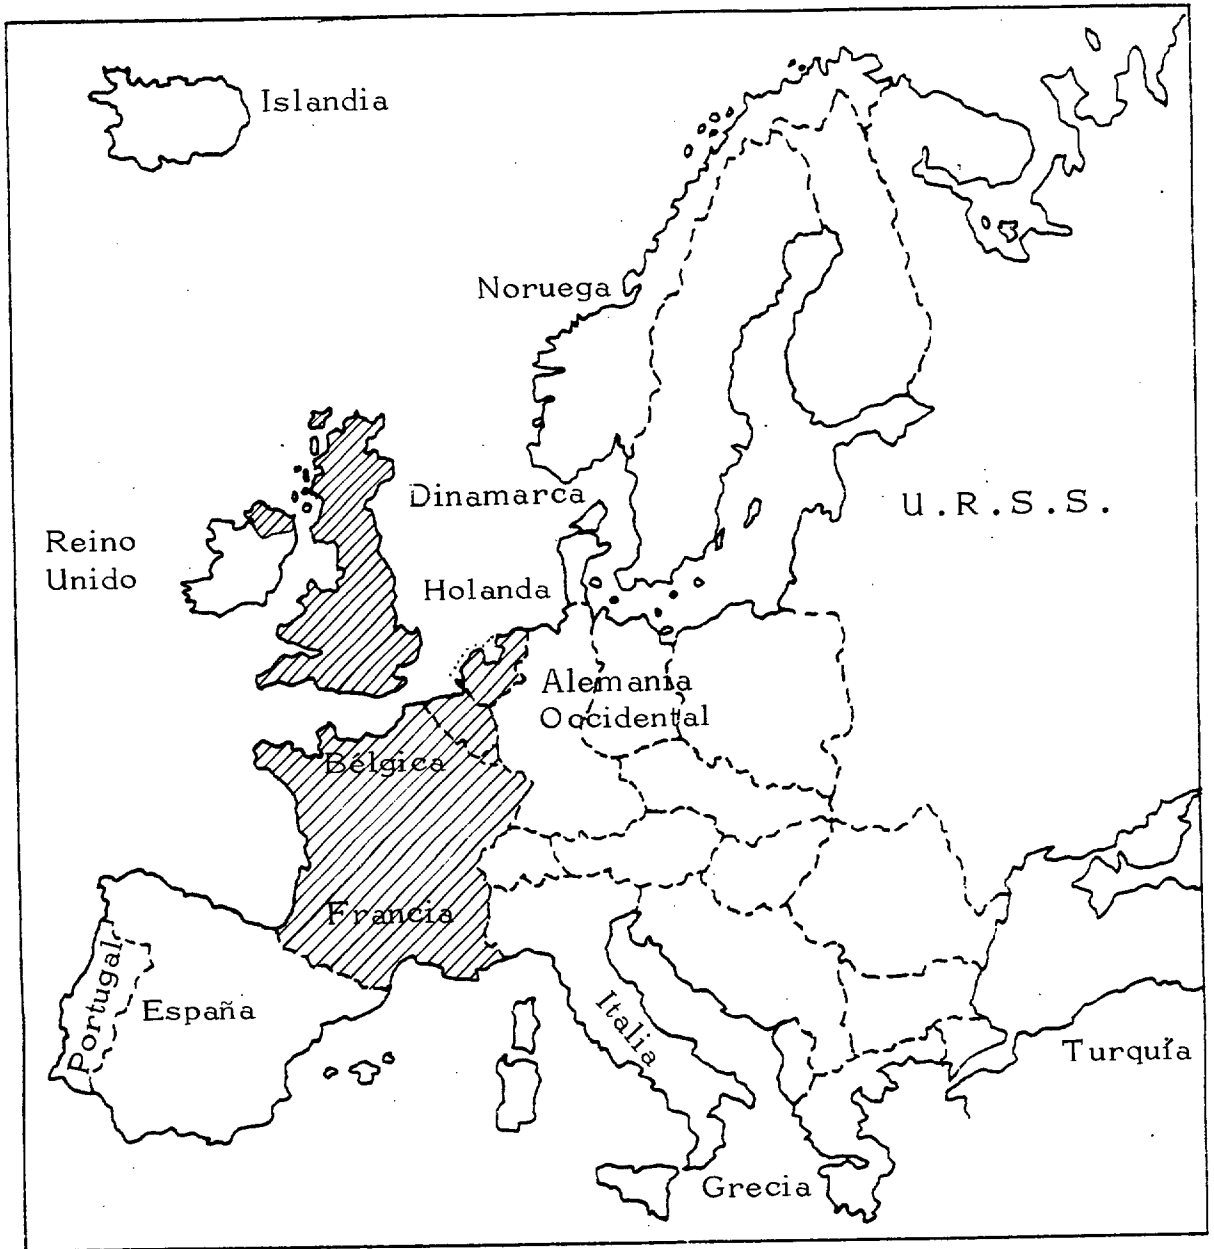 Islandia
Noruega
Dinamarca
U.R.S.S.
Reino
Unido
Holanda
Alemania
Occidental
Bélgica
Francia
Portugal
España
Italia
Turquía
Grecia